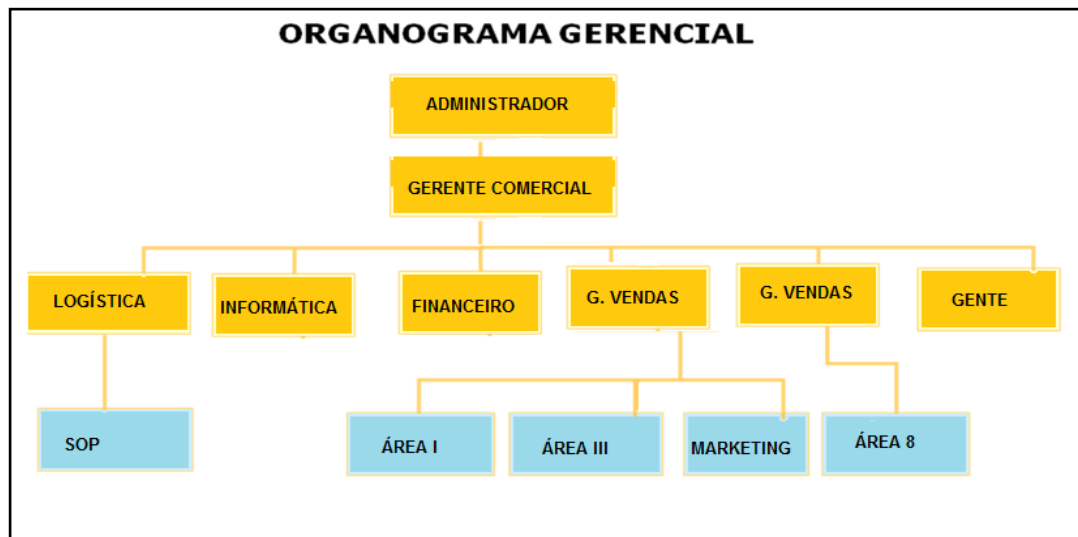 ORGANOGRAMA GERENCIAL
ADMINISTRADOR
GERENTE COMERCIAL
LOGÍSTICA
INFORMÁTICA
FINANCEIRO
G. VENDAS
G. VENDAS
GENTE
SOP
ÁREA I
ÁREA III
MARKETING
ÁREA 8